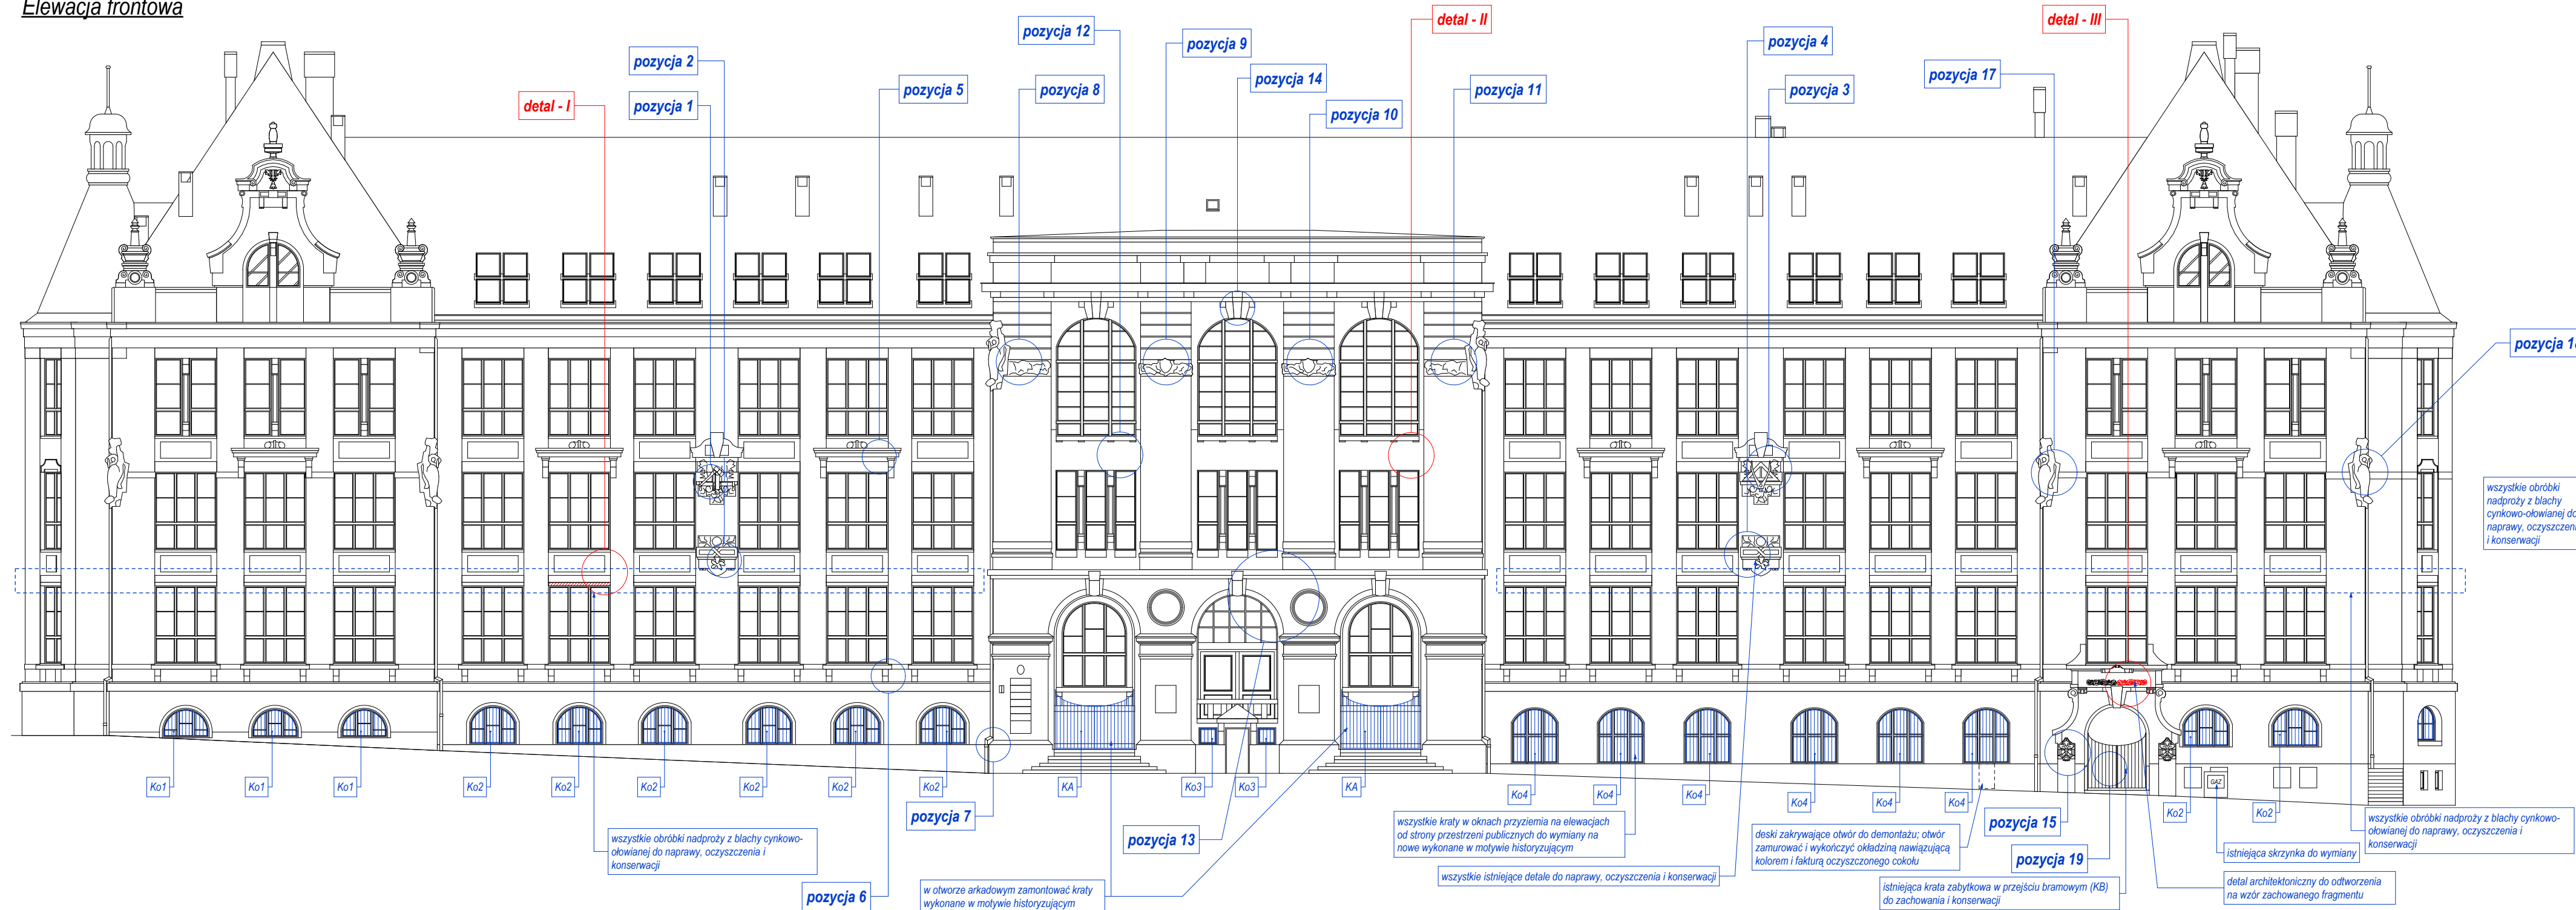 Elewacja frontowa
detal - II
detal - III
pozycja 12
pozycja 9
pozycja 4
pozycja 2
pozycja 14
pozycja 17
pozycja 5
pozycja 8
pozycja 11
pozycja 3
detal - I
pozycja 1
pozycja 10
pozycja
wszystkie obróbki
nadproży z blachy
cynkowo-ołowianej do
naprawy,
i konserwacji
Ko1
Ko1
Ko1
Ko2
Ko2
Ko2
Ko2
Ko2
Ko2
KA
Ko3
Ko3
KA
Ko4
Ko4
Ko4
Ko4
Ko4
Ko4
GAZ
Ko2
Ko2
pozycja 7
pozycja 13
pozycja 15
pozycja 19
pozycja 6
wszystkie obróbki nadproży z blachy cynkowo-
ołowianej do naprawy, oczyszczenia i
konserwacji
w otworze arkadowym zamontować kraty
wykonane w motywie historyzującym
wszystkie kraty w oknach przyziemia na elewacjach
od strony przestrzeni publicznych do wymiany na
nowe wykonane w motywie historyzującym
wszystkie istniejące detale do naprawy, oczyszczenia i konserwacji
deski zakrywające otwór do demontażu; otwór
zamurować i wykończyć okładziną nawiązującą
kolorem i fakturą oczyszczonego cokołu
istniejąca krata zabytkowa w przejściu bramowym (KB)
do zachowania i konserwacji
istniejąca skrzynka do wymiany
detal architektoniczny do odtworzenia
na wzór zachowanego fragmentu
wszystkie obróbki nadproży z blachy cynkowo-
ołowianej do naprawy, oczyszczenia i
konserwacji